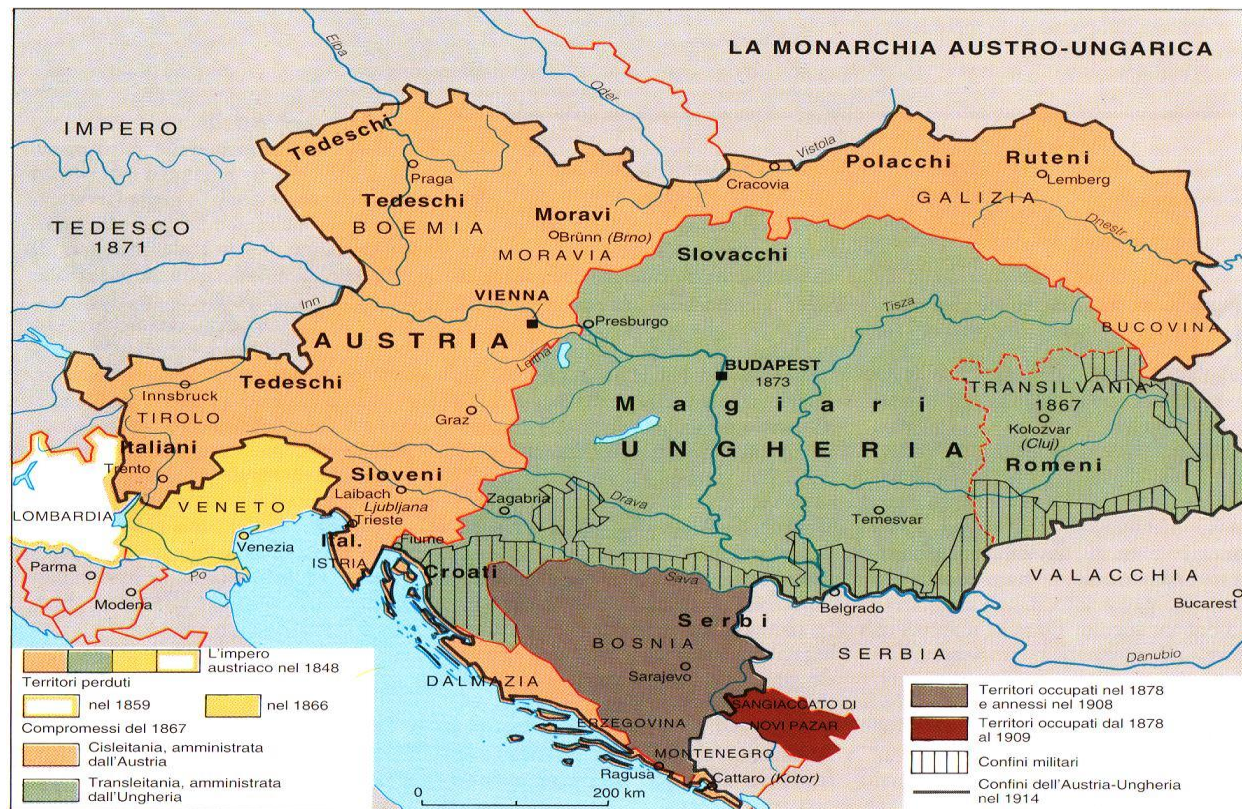 LA MONARCHIA AUSTRO-UNGARICA
Elba
Oder
IMPERO
TEDESCO
1871
Tedeschi
Praga
Tedeschi
BOEMIA
Moravi
Brünn (Brno)
MORAVIA
Cracovia
Vistola
Polacchi
Ruteni
Lemberg
GALIZIA
Dnestr
Slovacchi
Inn
VIENNA
Presburgo
Tisza
BUCOVINA
AUSTRIA
Leitha
BUDAPEST
1873
TRANSILVANIA
1867
Tedeschi
Innsbruck
TIROLO
Graz
Magiari
Kolozvar
(Cluj)
UNGHERIA
Romeni
Italiani
Trento
Sloveni
Laibach
Ljubljana
Zagabria
Drava
Temesvar
LOMBARDIA
VENETO
Trieste
Venezia
Ital.
ISTRIA
Fiume
Croati
Sava
Belgrado
VALACCHIA
Bucarest
Parma
Po
Modena
Serbi
BOSNIA
SERBIA
Sarajevo
Danubio
DALMAZIA
ERZEGOVINA
SANGIACCATO DI
NOVI PAZAR
MONTENEGRO
Ragusa
Cattaro (Kotor)
L'impero
austriaco nel 1848
Territori perduti
nel 1859
nel 1866
Compromessi del 1867
Cisleitania, amministrata
dall'Austria
Transleitania, amministrata
dall'Ungheria
0
200 km
Territori occupati nel 1878
e annessi nel 1908
Territori occupati dal 1878
al 1909
Confini militari
Confini dell'Austria-Ungheria
nel 1914